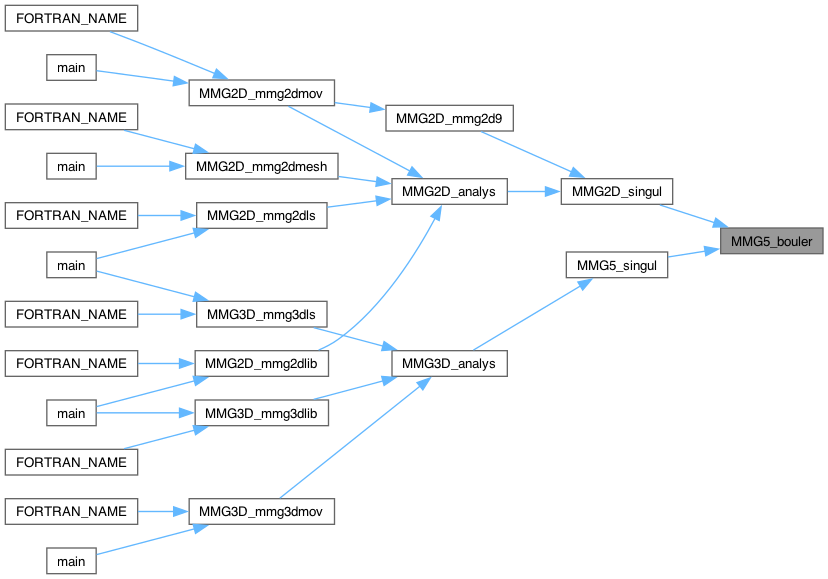 FORTRAN_NAME
main
MMG2D_mmg2dmov
FORTRAN_NAME
MMG2D_mmg2d9
main
MMG2D_mmg2dmesh
MMG2D_analys
MMG2D_singul
FORTRAN_NAME
MMG2D_mmg2dls
MMG5_bouler
main
MMG5_singul
FORTRAN_NAME
MMG3D_mmg3dls
FORTRAN_NAME
MMG2D_mmg2dlib
MMG3D_analys
main
MMG3D_mmg3dlib
FORTRAN_NAME
FORTRAN_NAME
MMG3D_mmg3dmov
main